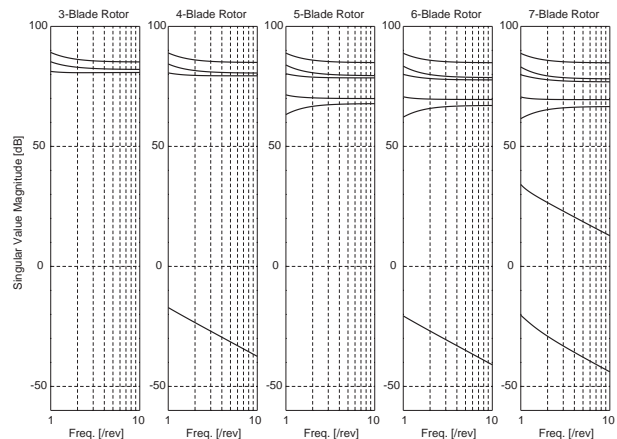 3-Blade Rotor 4-Blade Rotor 5-Blade Rotor 6-Blade Rotor 7-Blade Rotor
100 100 100 100 100
50 50 50 50 50
Singular Value Magnitude [dB]
0 0 0 0 0
-50 -50 -50 -50 -50
1 10 1 10 1 10 1 10 1 10
Freq. [/rev] Freq. [/rev] Freq. [/rev] Freq. [/rev] Freq. [/rev]